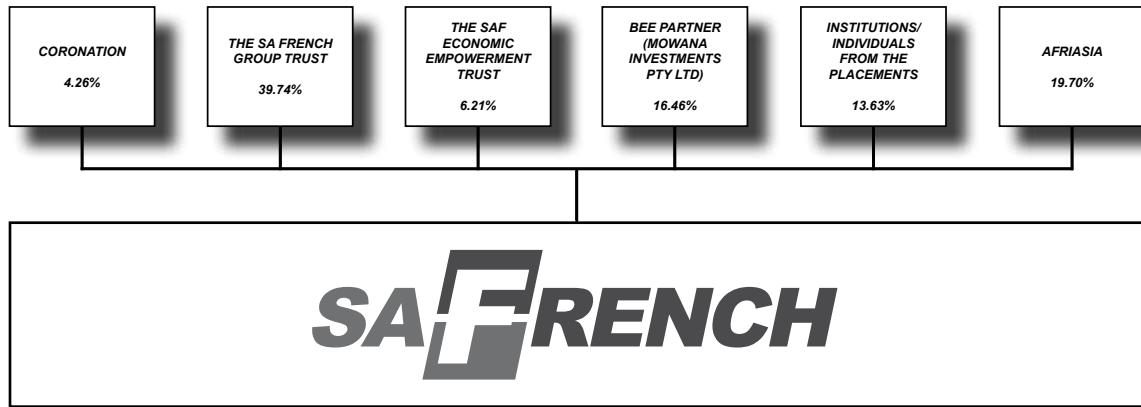 CORONATION
4.26%
THE SA FRENCH
GROUP TRUST
39.74%
THE SAF
ECONOMIC
EMPOWERMENT
TRUST
6.21%
BEE PARTNER
(MOWANA
INVESTMENTS
PTY LTD)
16.46%
INSTITUTIONS/
INDIVIDUALS
FROM THE
PLACEMENTS
13.63%
AFRIASIA
19.70%
SAFRENCH